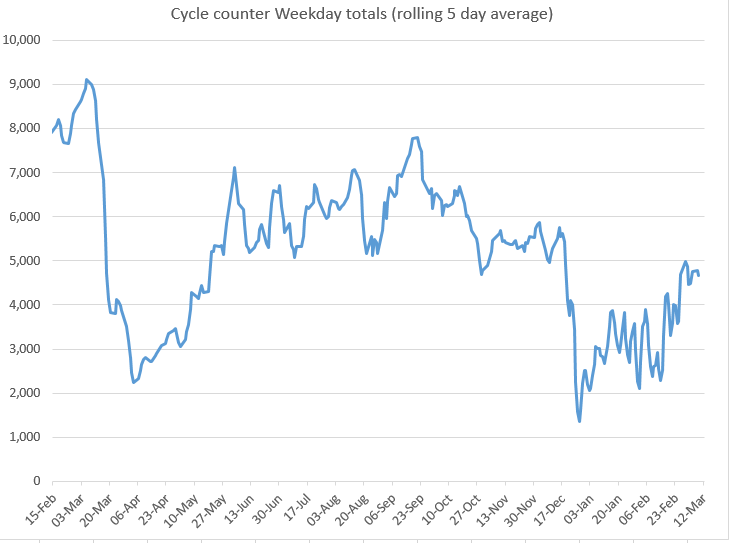 Cycle counter Weekday totals (rolling 5 day average)
10,000
9,000
8,000
7,000
6,000
5,000
4,000
3,000
2,000
1,000
0
15-Feb
03-Mar
20-Mar
06-Apr
23-Apr
10-May
27-May
13-Jun
30-Jun
17-Jul
03-Aug
20-Aug
06-Sep
23-Sep
10-Oct
27-Oct
13-Nov
30-Nov
17-Dec
03-Jan
20-Jan
06-Feb
23-Feb
12-Mar